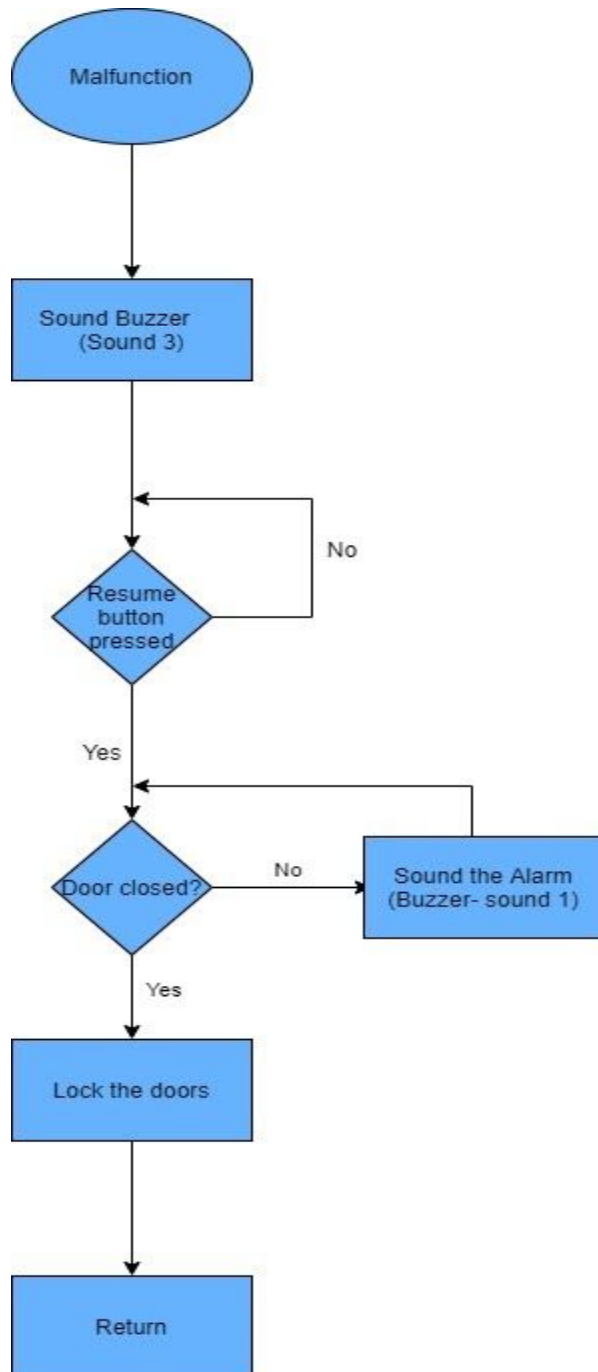 Malfunction
Sound Buzzer
(Sound 3)
No
Resume
button
pressed
Yes
Door closed?
No
Sound the Alarm
(Buzzer- sound 1)
Yes
Lock the doors
Return